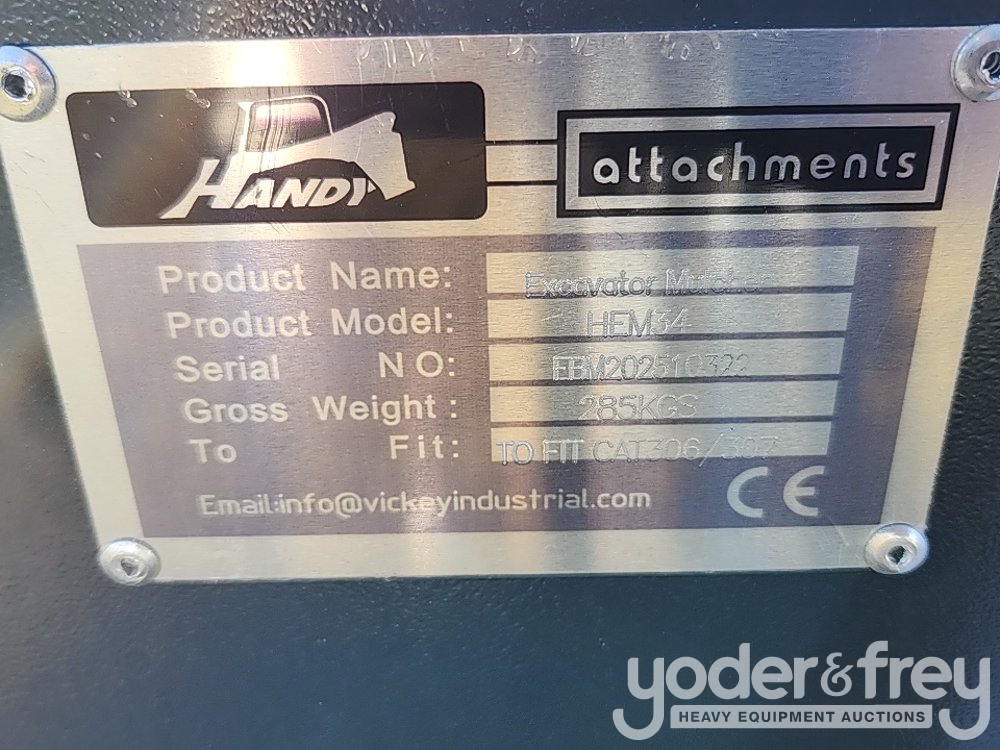 HANDY
attachments
Product Name: Excavator Mulcher
Product Model: HEM34
Serial NO: EBM202510322
Gross Weight: 285KGS
To Fit: TO FIT CAT306/307
Email:info@vickeyindustrial.com
CE
yoder&frey
HEAVY EQUIPMENT AUCTIONS